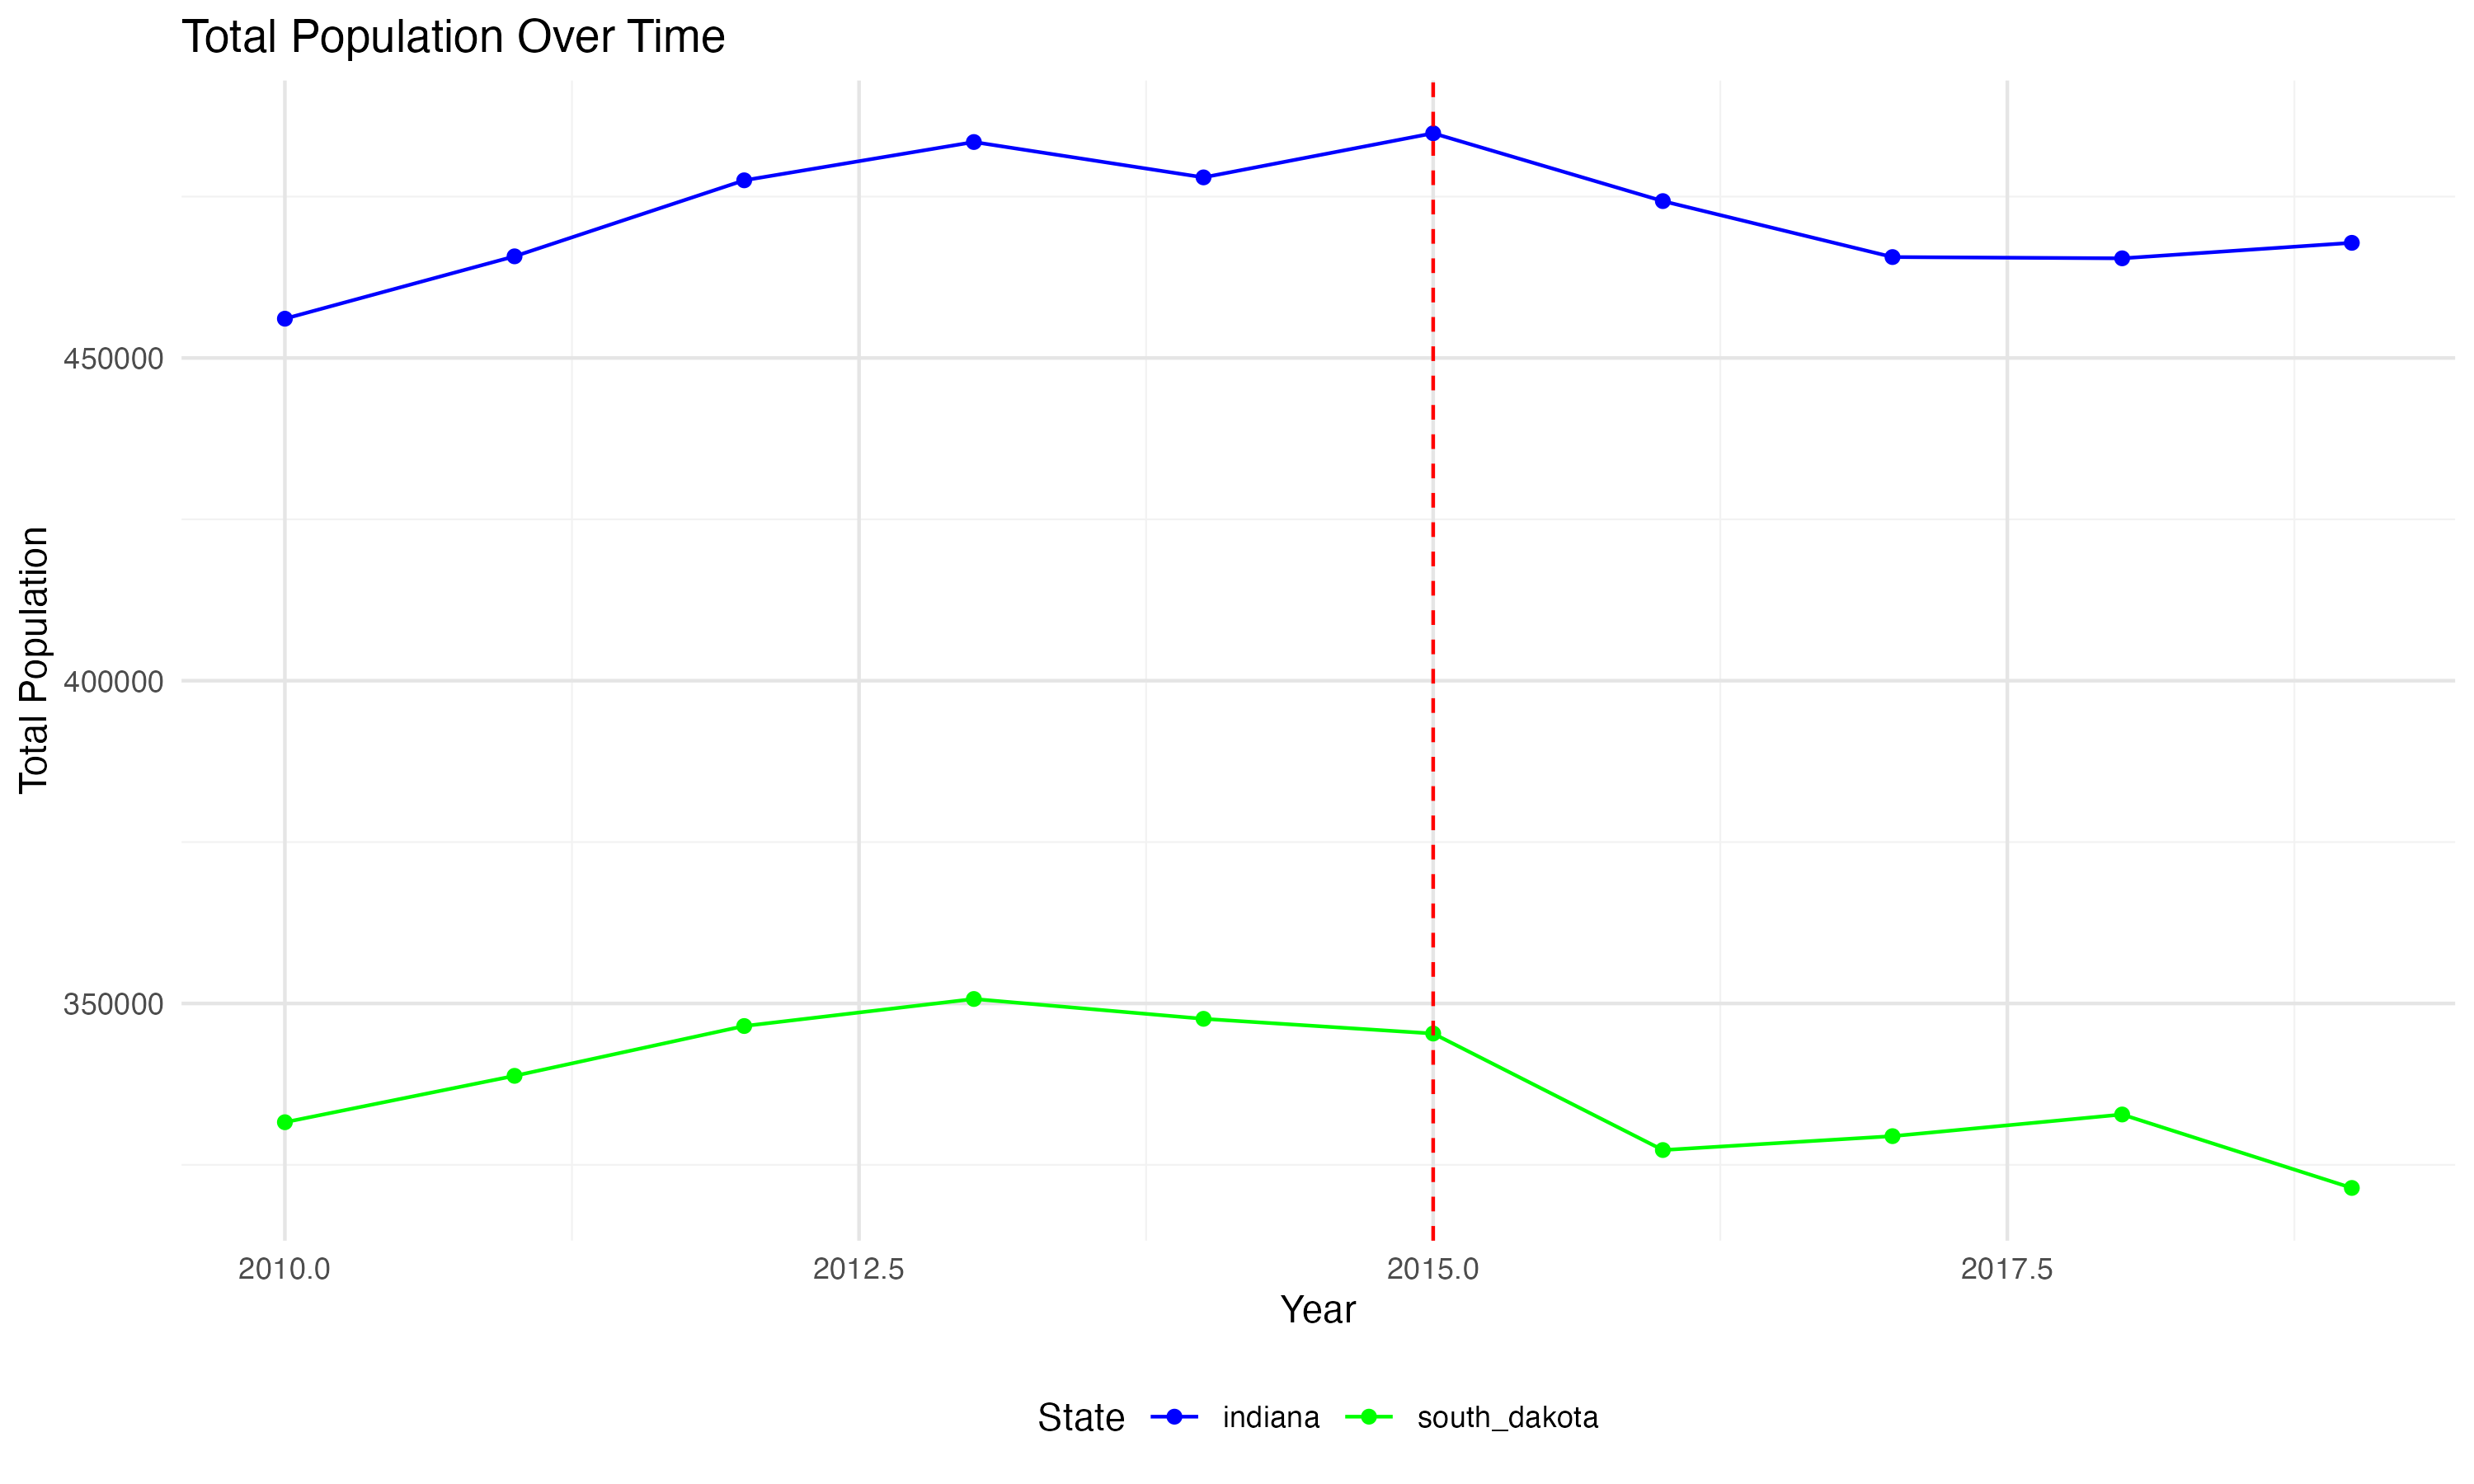 Total Population Over Time
Total Population
450000
400000
350000
2010.0 2012.5 2015.0 2017.5
Year
State indiana south_dakota